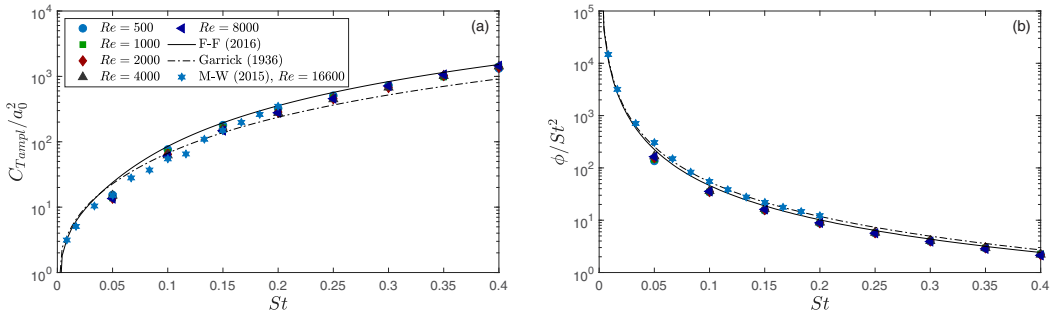 (a)
Re = 500
Re = 1000
Re = 2000
Re = 4000
Re = 8000
F-F (2016)
Garrick (1936)
M-W (2015), Re = 16600
C_{Tampl}/a_0^2
10^4
10^3
10^2
10^1
10^0
0 0.05 0.1 0.15 0.2 0.25 0.3 0.35 0.4
St
(b)
ϕ/St^2
10^5
10^4
10^3
10^2
10^1
10^0
0 0.05 0.1 0.15 0.2 0.25 0.3 0.35 0.4
St